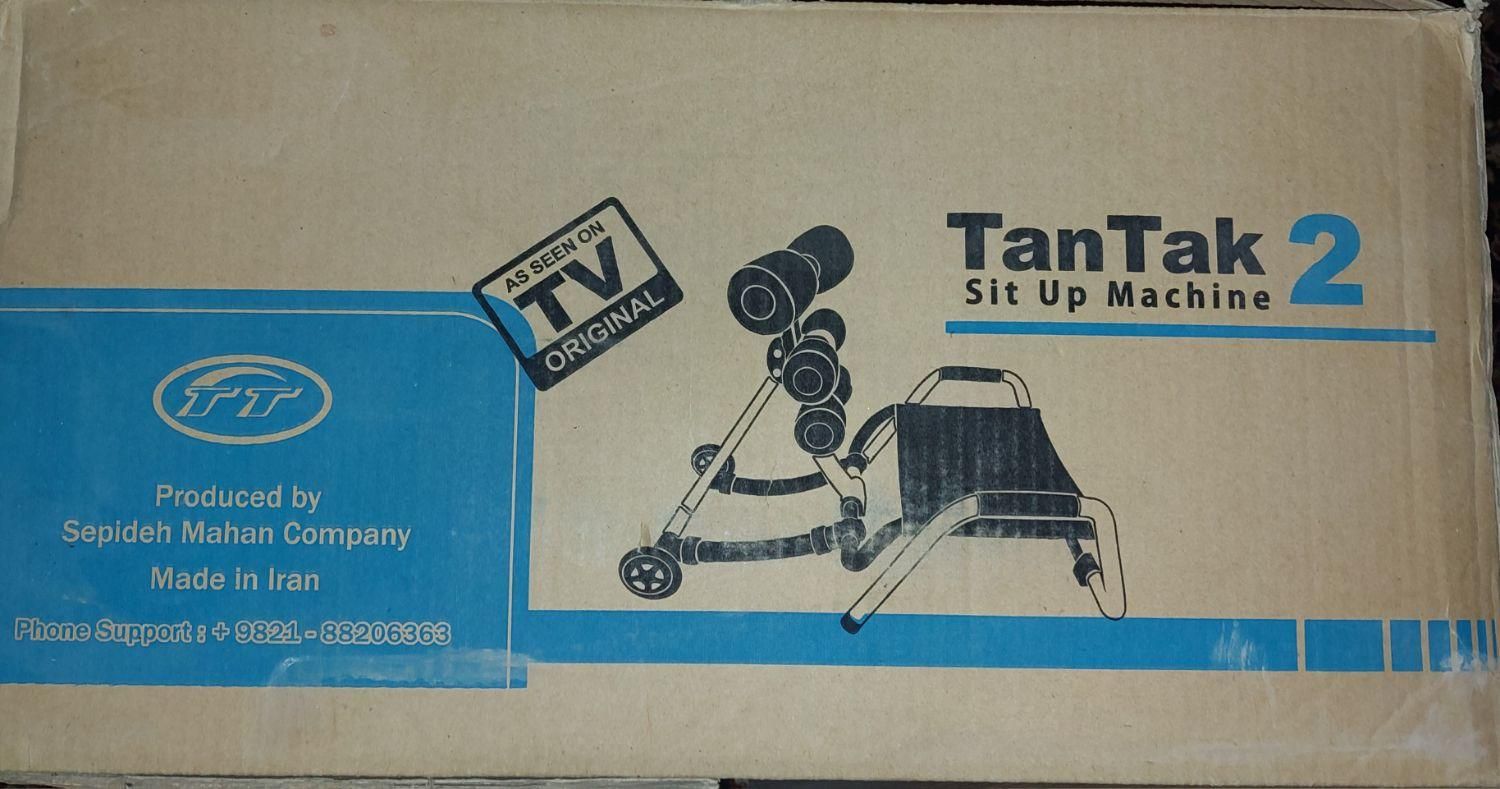 AS SEEN ON
TV
ORIGINAL
TanTak 2
Sit Up Machine
TT
Produced by
Sepideh Mahan Company
Made in Iran
Phone Support : + 9821 - 88206363